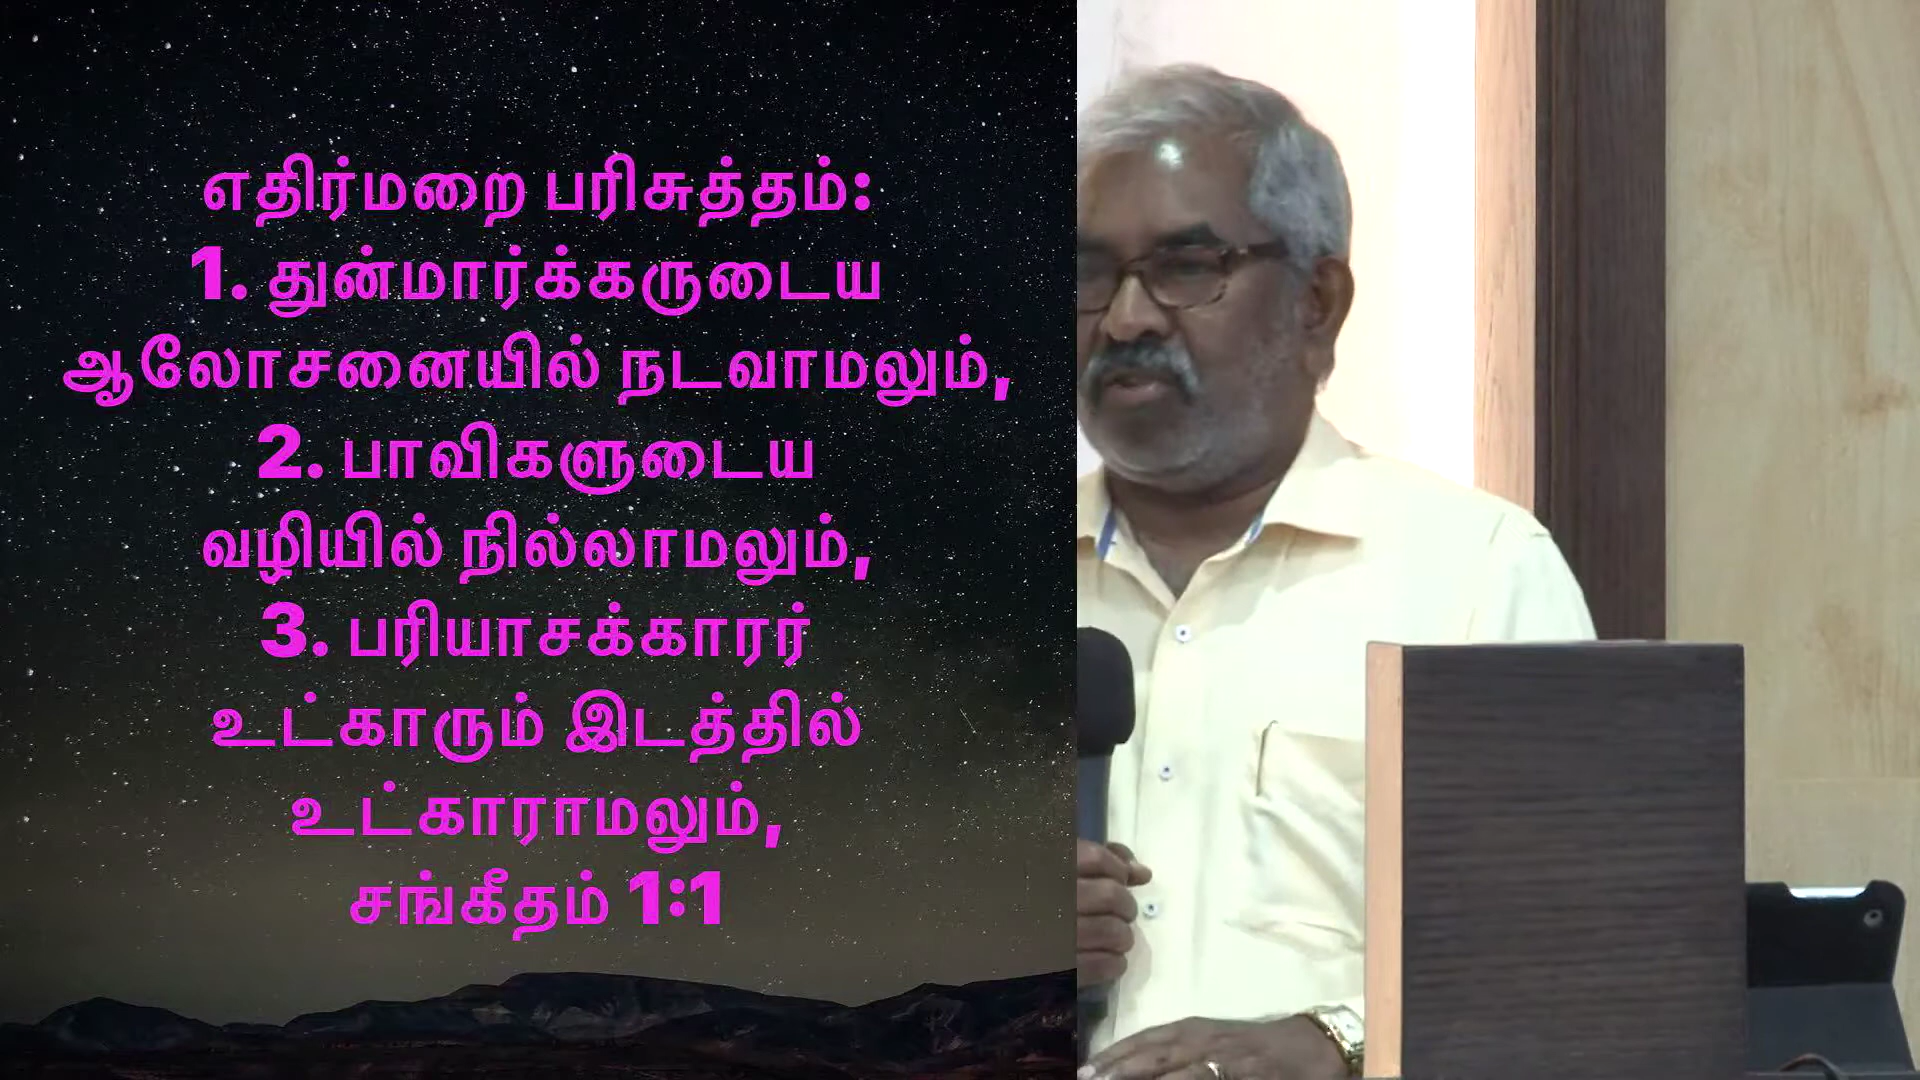 எதிர்மறை பரிசுத்தம்:
1. துன்மார்க்கருடைய
ஆலோசனையில் நடவாமலும்,
2. பாவிகளுடைய
வழியில் நில்லாமலும்,
3. பரியாசக்காரர்
உட்காரும் இடத்தில்
உட்காராமலும்,
சங்கீதம் 1:1